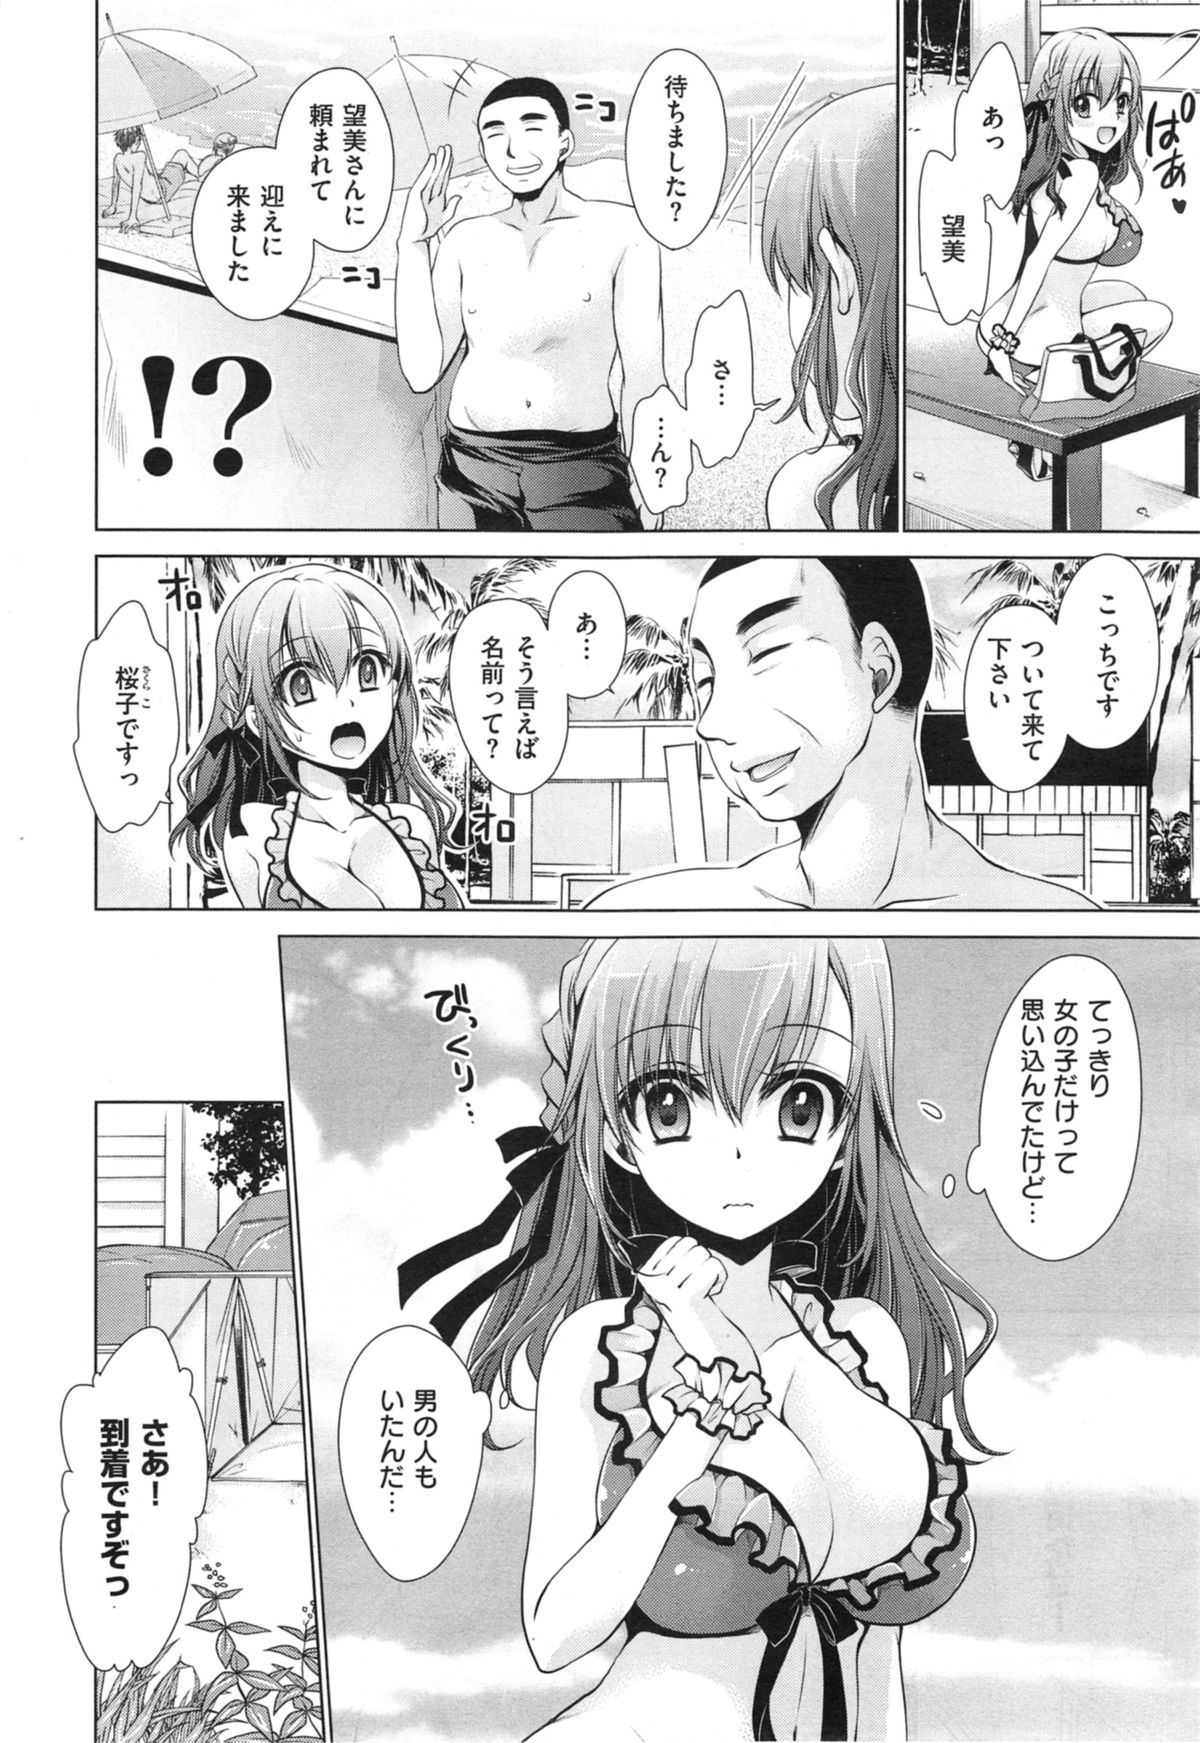 ぱあ♥
あっ
望美
さ…
…ん?
待ちました?
ニコ
望美さんに
頼まれて
迎えに
来ました
ニコ
!?
こっちです
ついて来て
下さい
あ…
そう言えば
名前って?
オロ
オロ
さくらこ
桜子ですっ
てっきり
女の子だけって
思い込んでたけど…
びっくり…
男の人も
いたんだ…
さあ!
到着ですぞっ